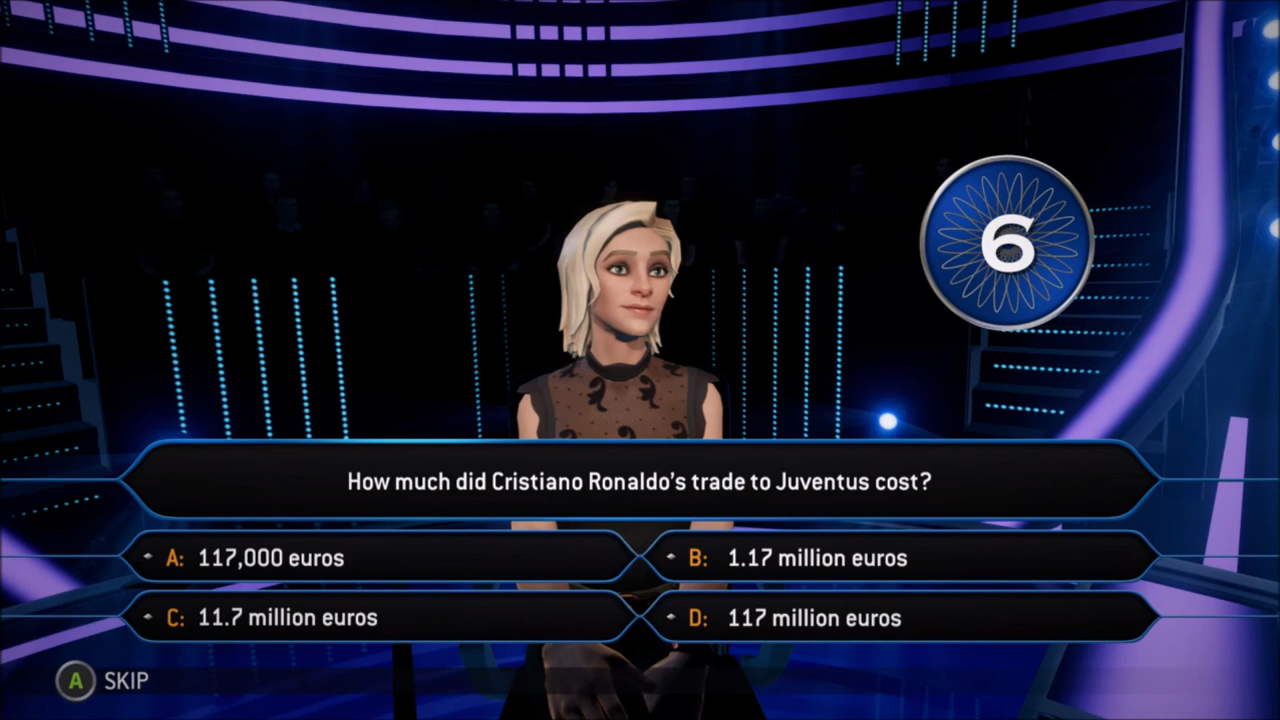 6
How much did Cristiano Ronaldo's trade to Juventus cost?
A: 117,000 euros
B: 1.17 million euros
C: 11.7 million euros
D: 117 million euros
A SKIP